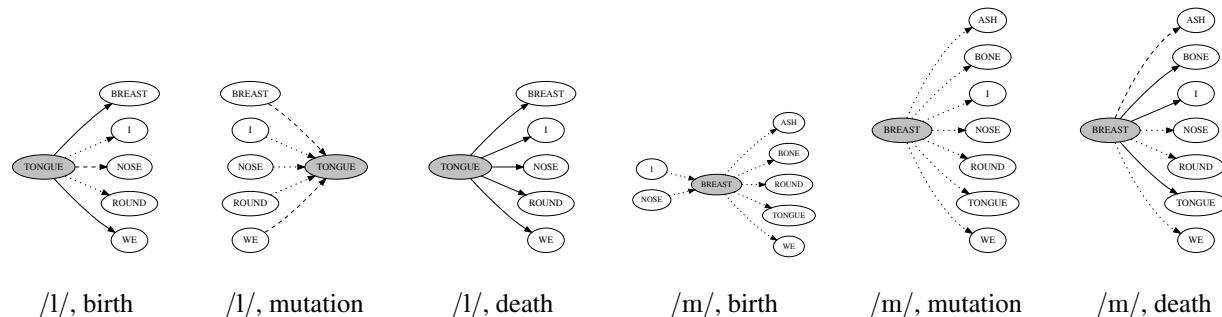 BREAST
I
TONGUE
NOSE
ROUND
WE
/l/, birth
BREAST
I
NOSE
TONGUE
ROUND
WE
/l/, mutation
BREAST
I
TONGUE
NOSE
ROUND
WE
/l/, death
ASH
BONE
I
BREAST
ROUND
NOSE
TONGUE
WE
/m/, birth
ASH
BONE
I
BREAST
NOSE
ROUND
TONGUE
WE
/m/, mutation
ASH
BONE
I
BREAST
NOSE
ROUND
TONGUE
WE
/m/, death